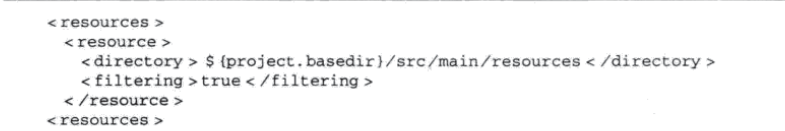 <resources>
<resource>
<directory> ${project.basedir}/src/main/resources</directory>
<filtering>true</filtering>
</resource>
<resources>